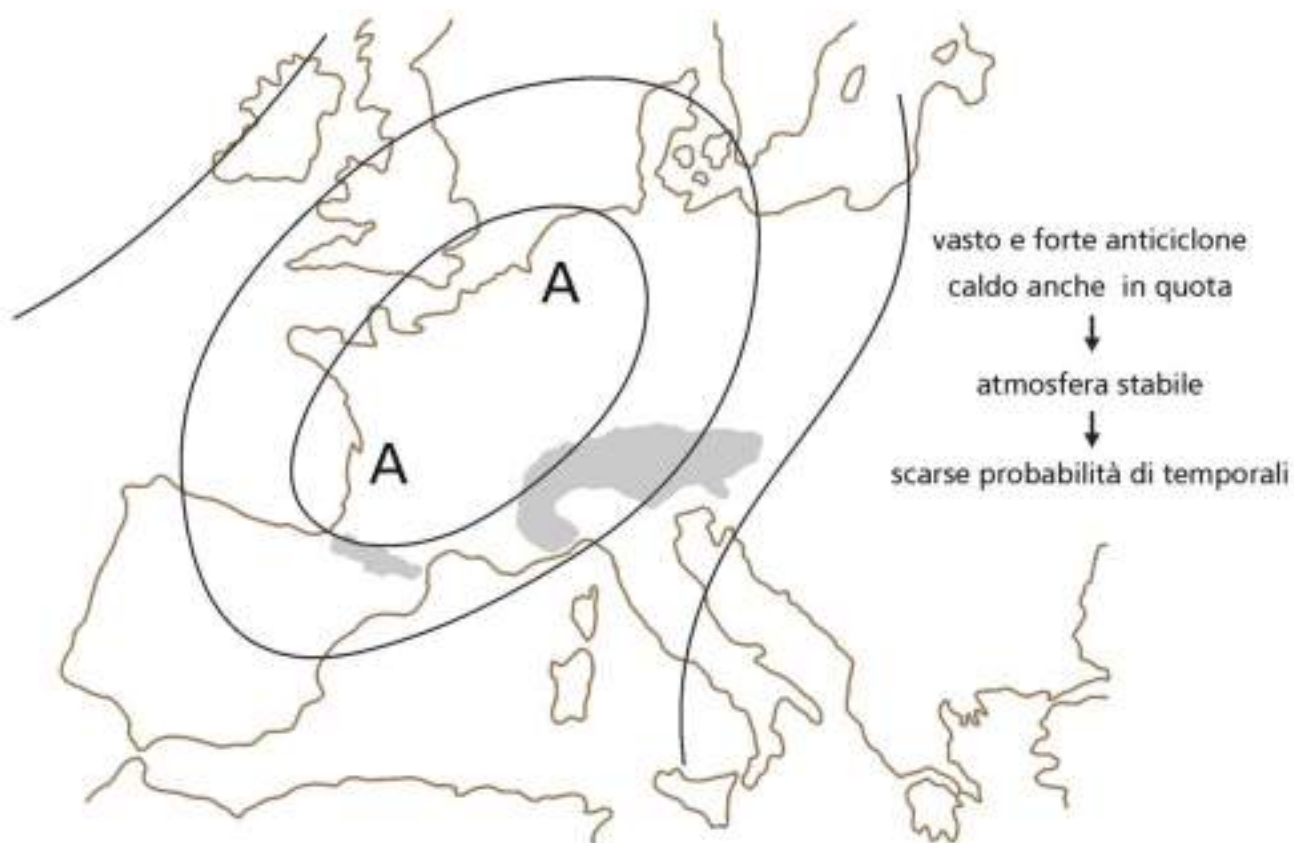 A
A
vasto e forte anticiclone
caldo anche in quota
atmosfera stabile
scarse probabilità di temporali